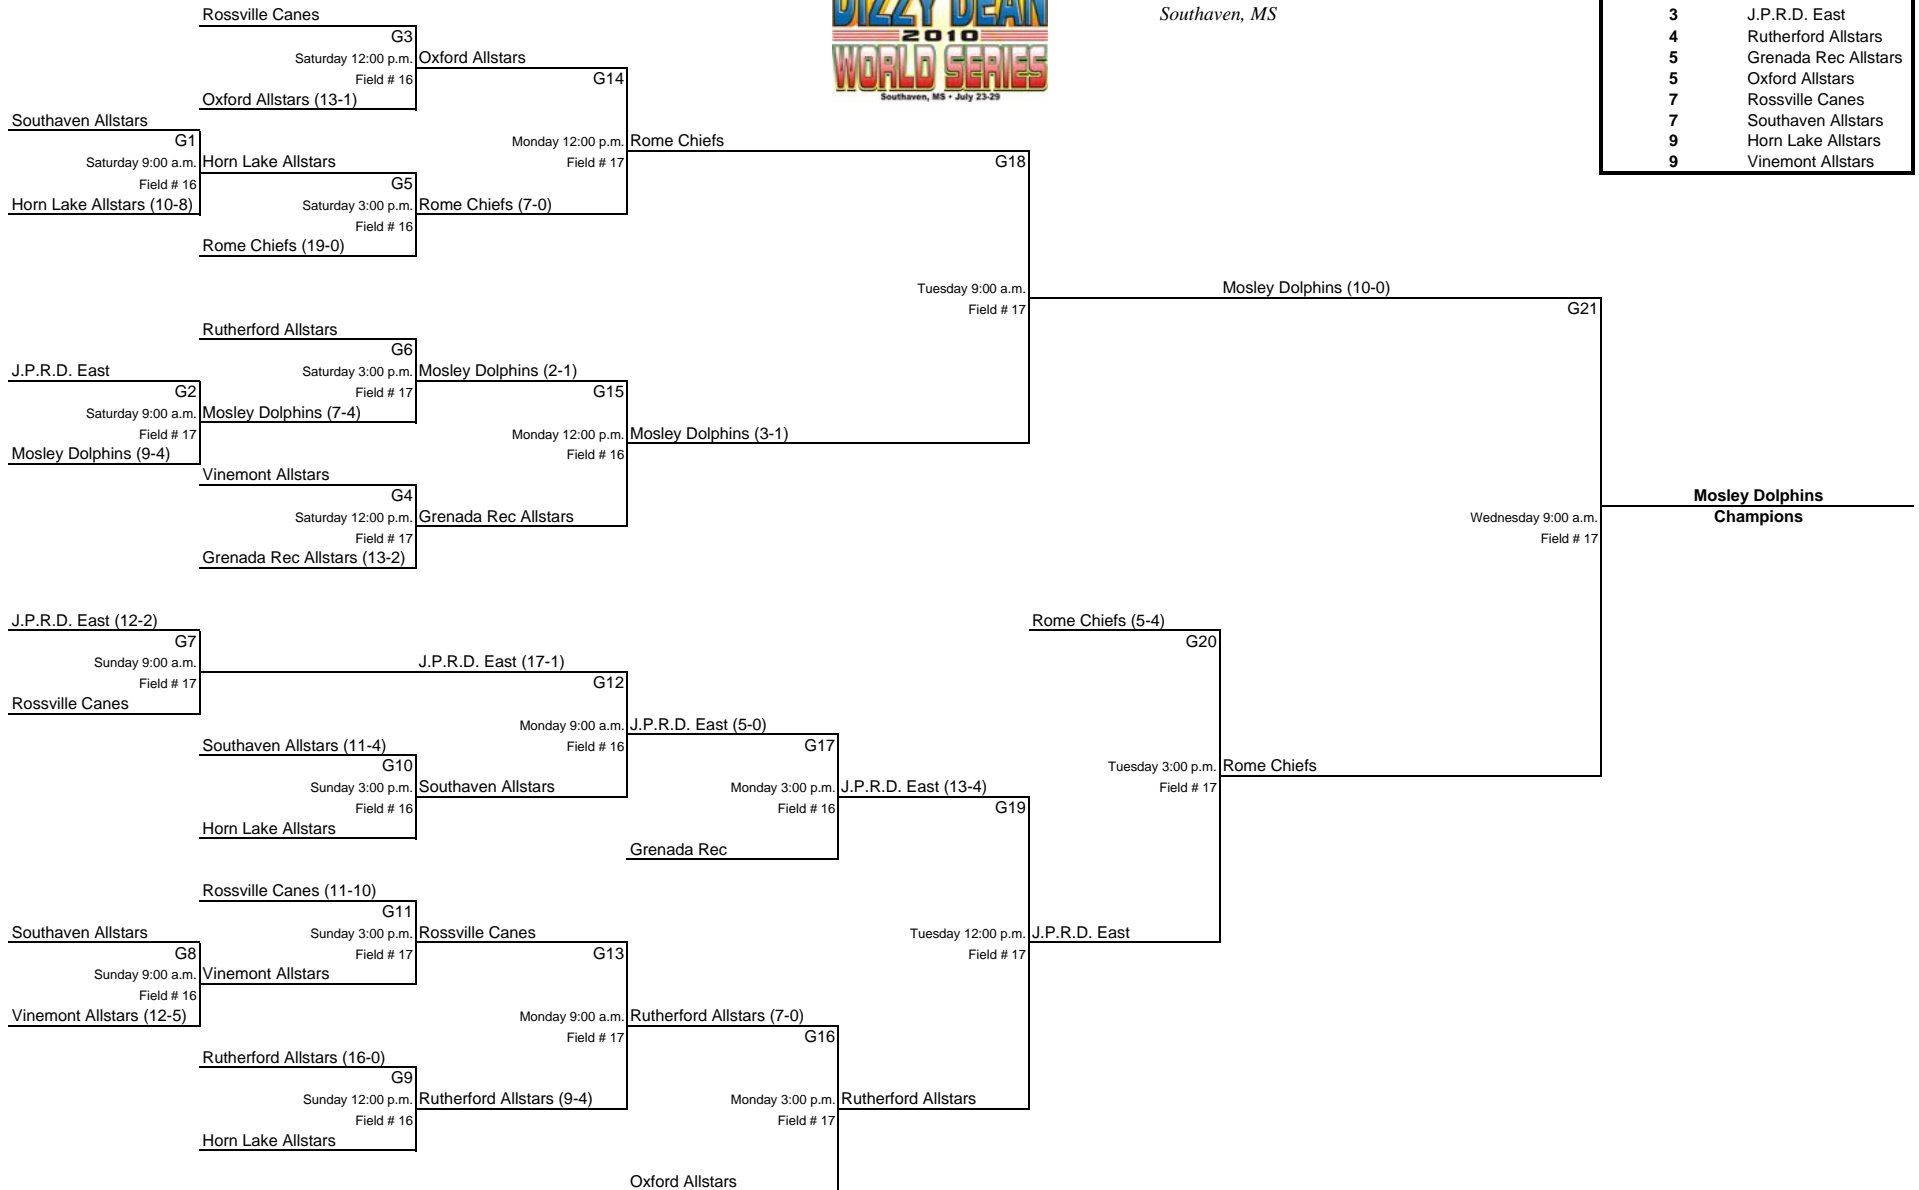 DIZZY DEAN
2010
WORLD SERIES
Southaven, MS • July 23-29
Southaven, MS
3 J.P.R.D. East
4 Rutherford Allstars
5 Grenada Rec Allstars
5 Oxford Allstars
7 Rossville Canes
7 Southaven Allstars
9 Horn Lake Allstars
9 Vinemont Allstars
Rossville Canes
G3
Saturday 12:00 p.m.
Field # 16
Oxford Allstars (13-1)
Oxford Allstars
G14
Southaven Allstars
G1
Saturday 9:00 a.m.
Field # 16
Horn Lake Allstars (10-8)
Horn Lake Allstars
G5
Saturday 3:00 p.m.
Field # 16
Rome Chiefs (19-0)
Rome Chiefs (7-0)
Monday 12:00 p.m.
Field # 17
Rome Chiefs
G18
Tuesday 9:00 a.m.
Field # 17
Mosley Dolphins (10-0)
G21
Rutherford Allstars
G6
Saturday 3:00 p.m.
Field # 17
J.P.R.D. East
G2
Saturday 9:00 a.m.
Field # 17
Mosley Dolphins (9-4)
Mosley Dolphins (7-4)
Mosley Dolphins (2-1)
G15
Monday 12:00 p.m.
Field # 16
Mosley Dolphins (3-1)
Vinemont Allstars
G4
Saturday 12:00 p.m.
Field # 17
Grenada Rec Allstars (13-2)
Grenada Rec Allstars
Wednesday 9:00 a.m.
Field # 17
Mosley Dolphins
Champions
J.P.R.D. East (12-2)
G7
Sunday 9:00 a.m.
Field # 17
Rossville Canes
J.P.R.D. East (17-1)
G12
Southaven Allstars (11-4)
G10
Sunday 3:00 p.m.
Field # 16
Horn Lake Allstars
Southaven Allstars
Monday 9:00 a.m.
Field # 16
J.P.R.D. East (5-0)
G17
Monday 3:00 p.m.
Field # 16
Grenada Rec
J.P.R.D. East (13-4)
G19
Rome Chiefs (5-4)
G20
Tuesday 3:00 p.m.
Field # 17
Rome Chiefs
Rossville Canes (11-10)
G11
Sunday 3:00 p.m.
Field # 17
Southaven Allstars
G8
Sunday 9:00 a.m.
Field # 16
Vinemont Allstars (12-5)
Vinemont Allstars
Rossville Canes
G13
Tuesday 12:00 p.m.
Field # 17
J.P.R.D. East
Monday 9:00 a.m.
Field # 17
Rutherford Allstars (7-0)
G16
Rutherford Allstars (16-0)
G9
Sunday 12:00 p.m.
Field # 16
Horn Lake Allstars
Rutherford Allstars (9-4)
Monday 3:00 p.m.
Field # 17
Rutherford Allstars
Oxford Allstars